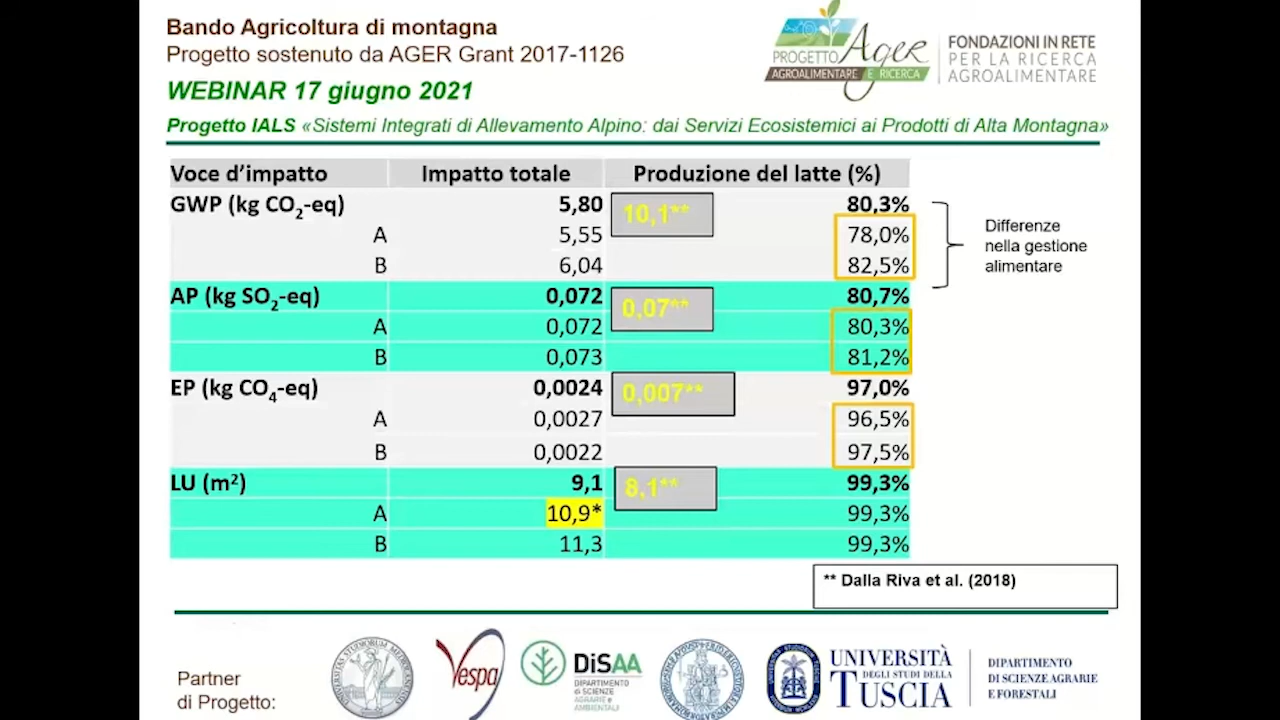 Bando Agricoltura di montagna
Progetto sostenuto da AGER Grant 2017-1126
WEBINAR 17 giugno 2021
Progetto IALS «Sistemi Integrati di Allevamento Alpino: dai Servizi Ecosistemici ai Prodotti di Alta Montagna»
PROGETTO Ager
AGROALIMENTARE E RICERCA
FONDAZIONI IN RETE
PER LA RICERCA
AGROALIMENTARE
Voce d'impatto Impatto totale Produzione del latte (%)
GWP (kg CO₂-eq) 5,80 10,1** 80,3%
A 5,55 78,0%
B 6,04 82,5%
Differenze
nella gestione
alimentare
AP (kg SO₂-eq) 0,072 0,07** 80,7%
A 0,072 80,3%
B 0,073 81,2%
EP (kg CO₄-eq) 0,0024 0,007** 97,0%
A 0,0027 96,5%
B 0,0022 97,5%
LU (m²) 9,1 8,1** 99,3%
A 10,9* 99,3%
B 11,3 99,3%
** Dalla Riva et al. (2018)
Partner
di Progetto:
Vespa
DiSAA
DIPARTIMENTO
di SCIENZE
AGRARIE e
AMBIENTALI
UNIVERSITÀ
DEGLI STUDI DELLA
TUSCIA
DIPARTIMENTO
DI SCIENZE AGRARIE
E FORESTALI